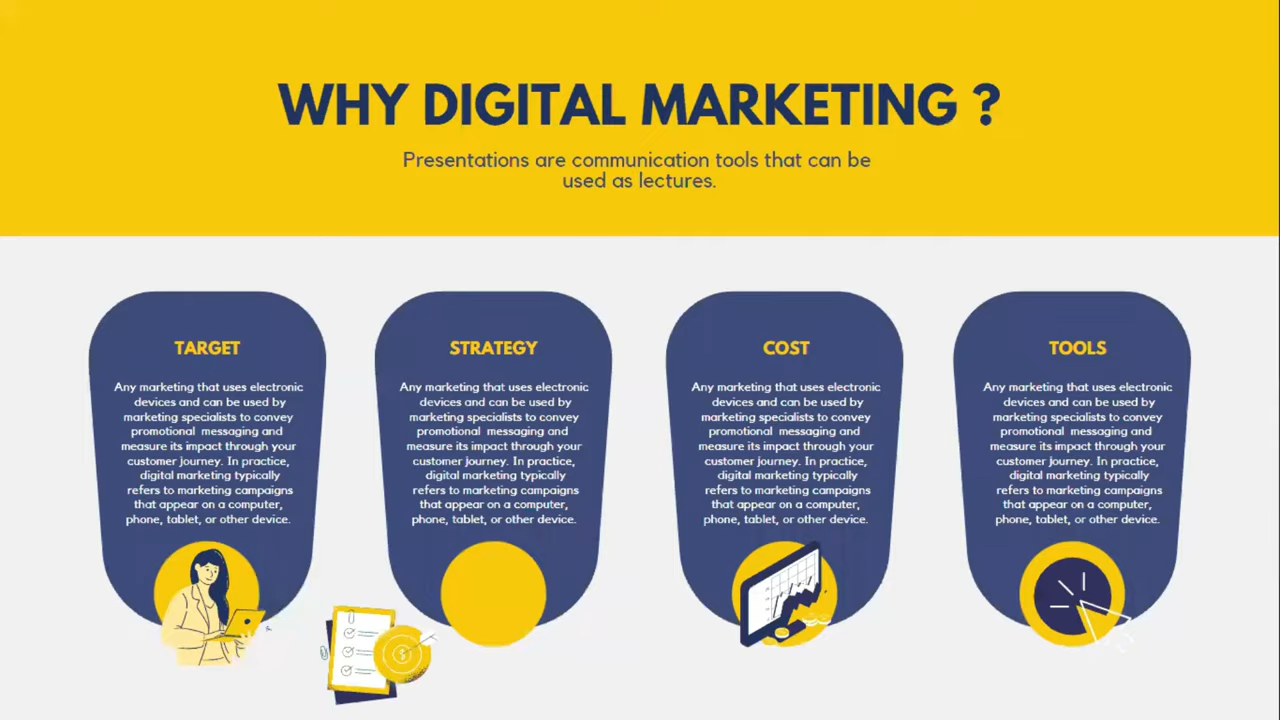 WHY DIGITAL MARKETING ?
Presentations are communication tools that can be
used as lectures.
TARGET
Any marketing that uses electronic
devices and can be used by
marketing specialists to convey
promotional messaging and
measure its impact through your
customer journey. In practice,
digital marketing typically
refers to marketing campaigns
that appear on a computer,
phone, tablet, or other device.
STRATEGY
Any marketing that uses electronic
devices and can be used by
marketing specialists to convey
promotional messaging and
measure its impact through your
customer journey. In practice,
digital marketing typically
refers to marketing campaigns
that appear on a computer,
phone, tablet, or other device.
COST
Any marketing that uses electronic
devices and can be used by
marketing specialists to convey
promotional messaging and
measure its impact through your
customer journey. In practice,
digital marketing typically
refers to marketing campaigns
that appear on a computer,
phone, tablet, or other device.
TOOLS
Any marketing that uses electronic
devices and can be used by
marketing specialists to convey
promotional messaging and
measure its impact through your
customer journey. In practice,
digital marketing typically
refers to marketing campaigns
that appear on a computer,
phone, tablet, or other device.
$